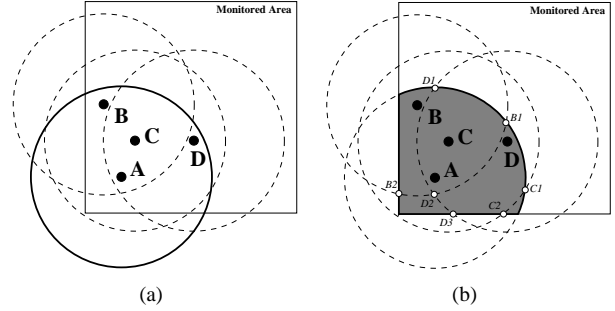 Monitored Area
B
C
D
A
(a)
Monitored Area
D1
B
B1
C
D
A
B2
D2
C1
C2
D3
(b)